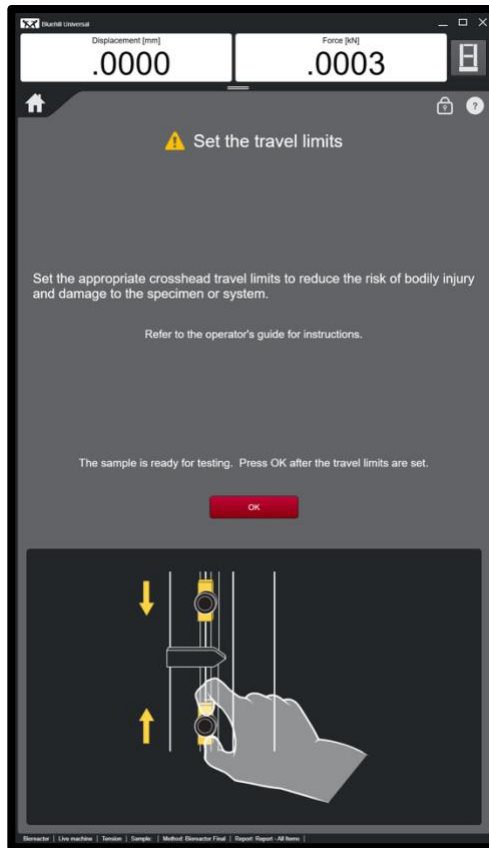 Bluehill Universal
Displacement [mm]
.0000
Force [kN]
.0003
?
Set the travel limits
Set the appropriate crosshead travel limits to reduce the risk of bodily injury
and damage to the specimen or system.
Refer to the operator's guide for instructions.
The sample is ready for testing. Press OK after the travel limits are set.
OK
Bioreactor | Live machine | Tension | Sample: | Method: Bioreactor Final | Report: Report - All Items |